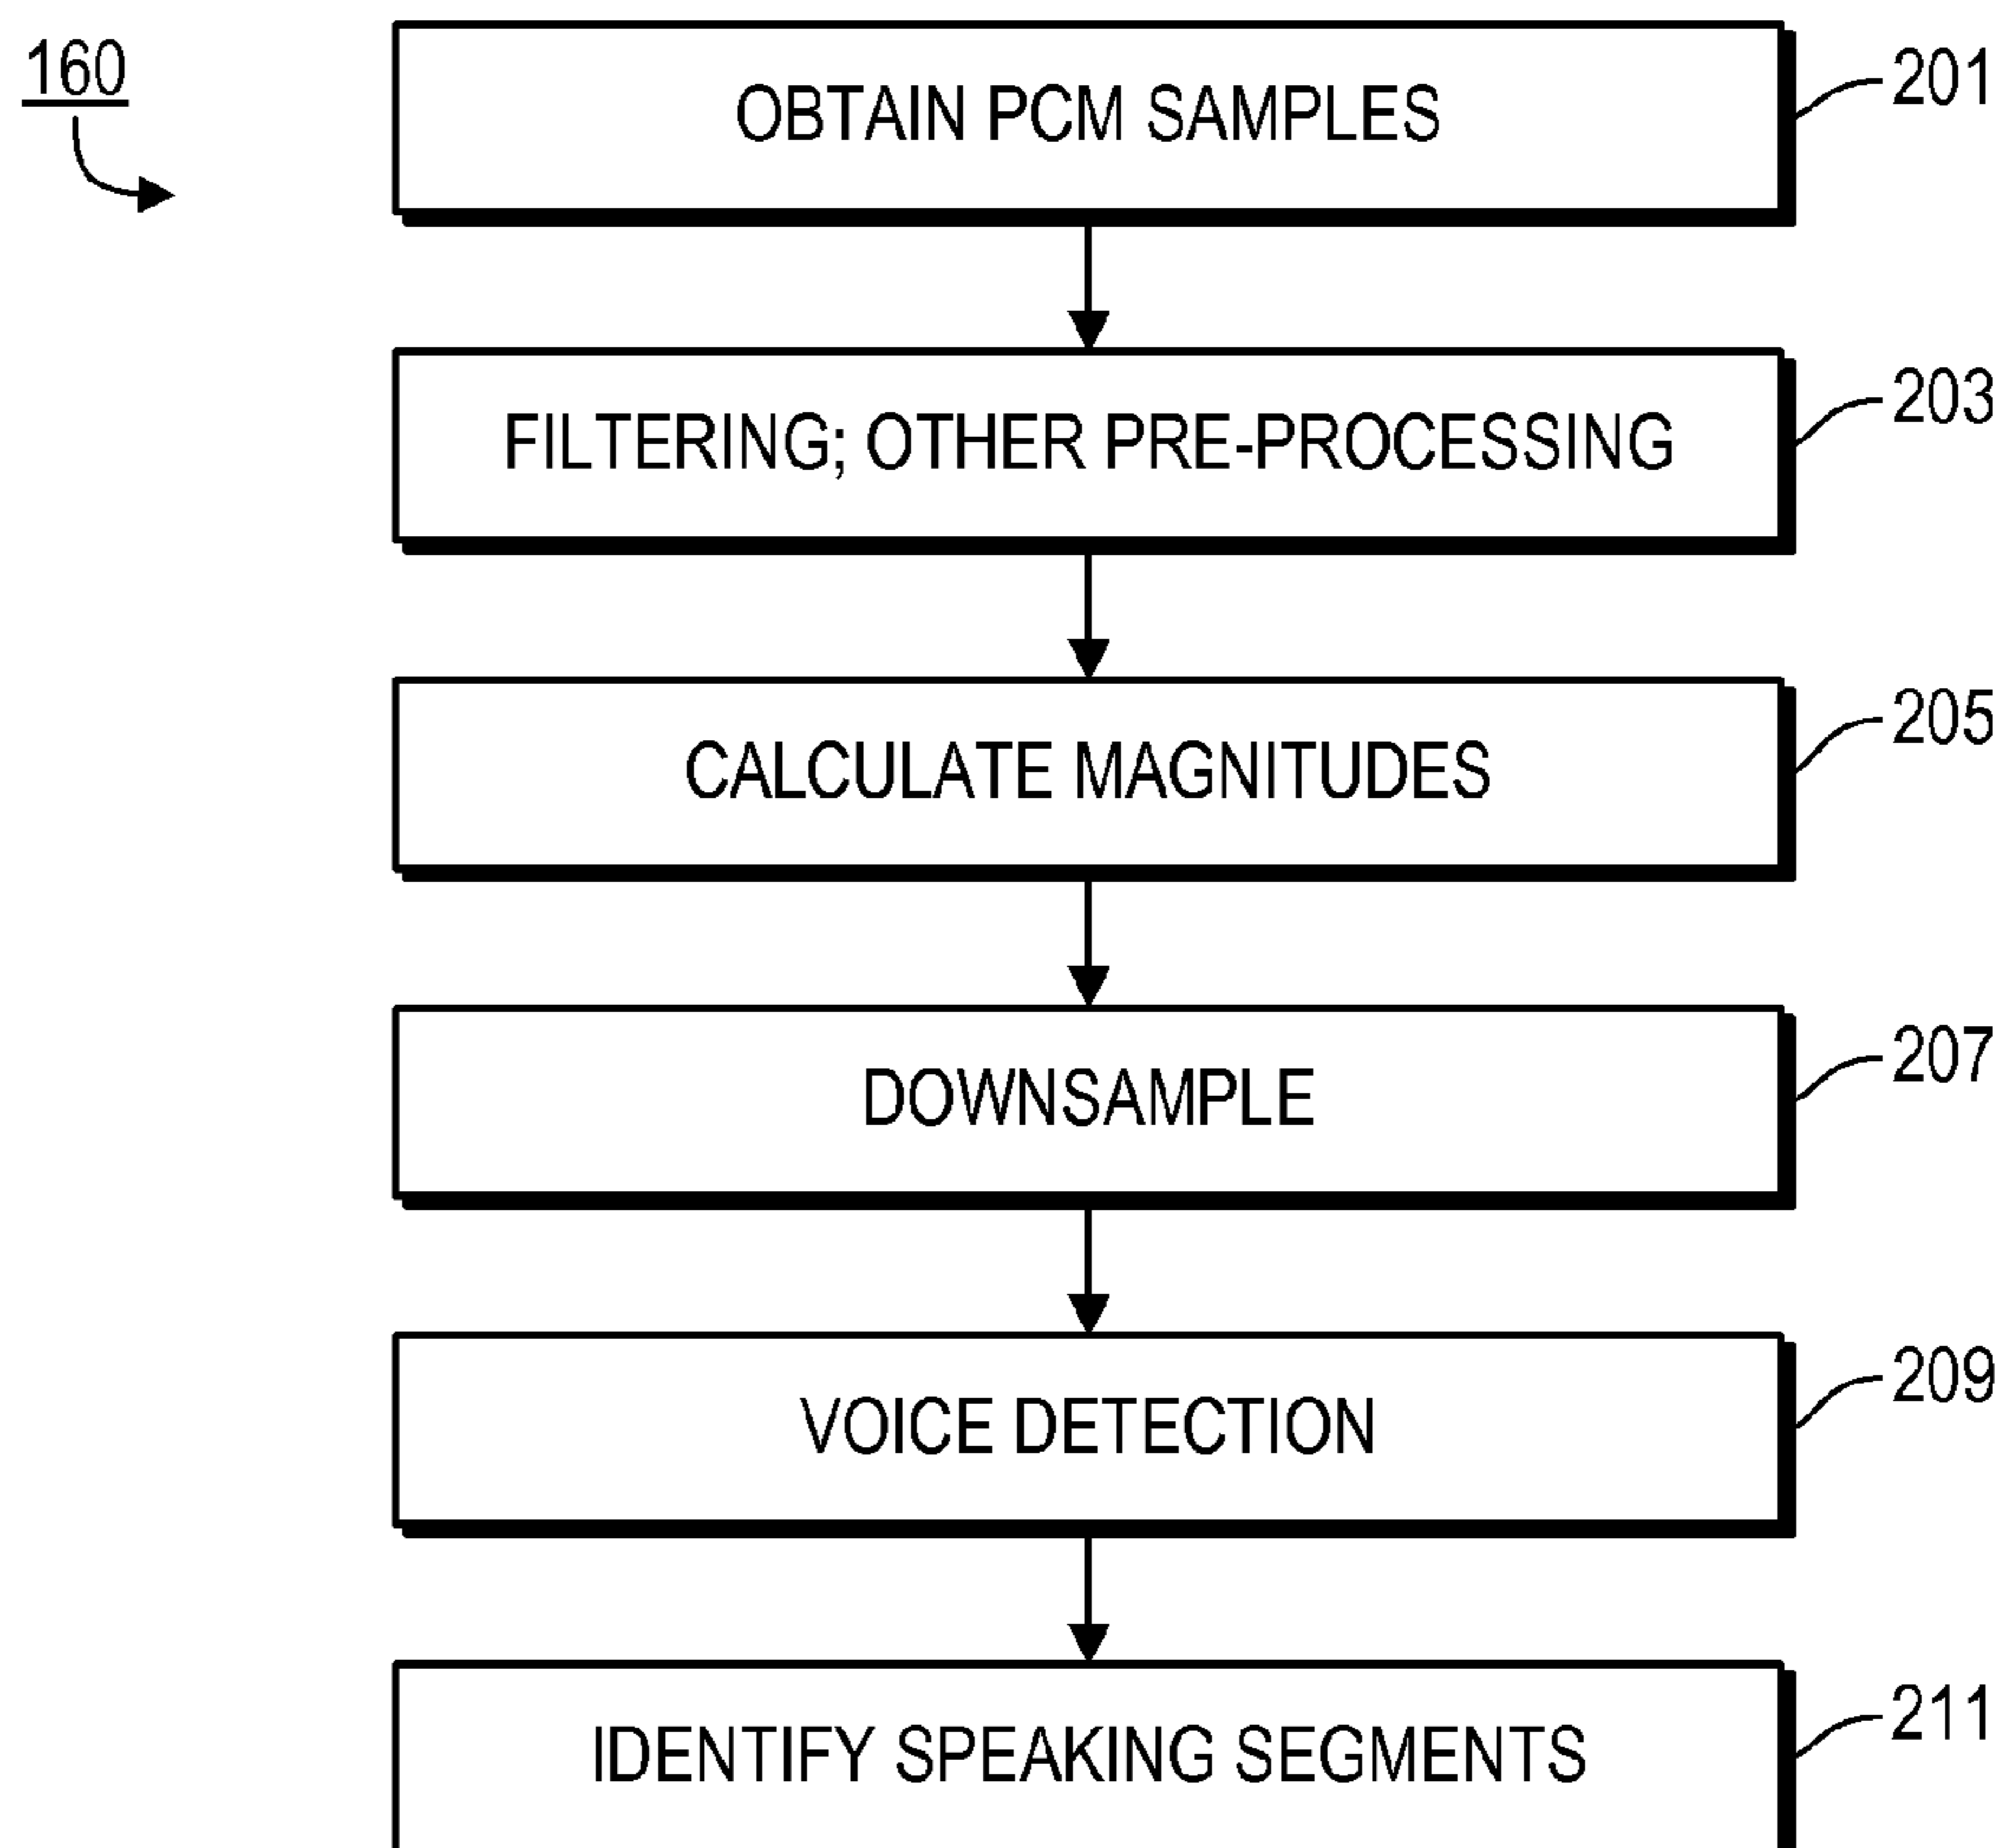 160
OBTAIN PCM SAMPLES
201
FILTERING; OTHER PRE-PROCESSING
203
CALCULATE MAGNITUDES
205
DOWNSAMPLE
207
VOICE DETECTION
209
IDENTIFY SPEAKING SEGMENTS
211